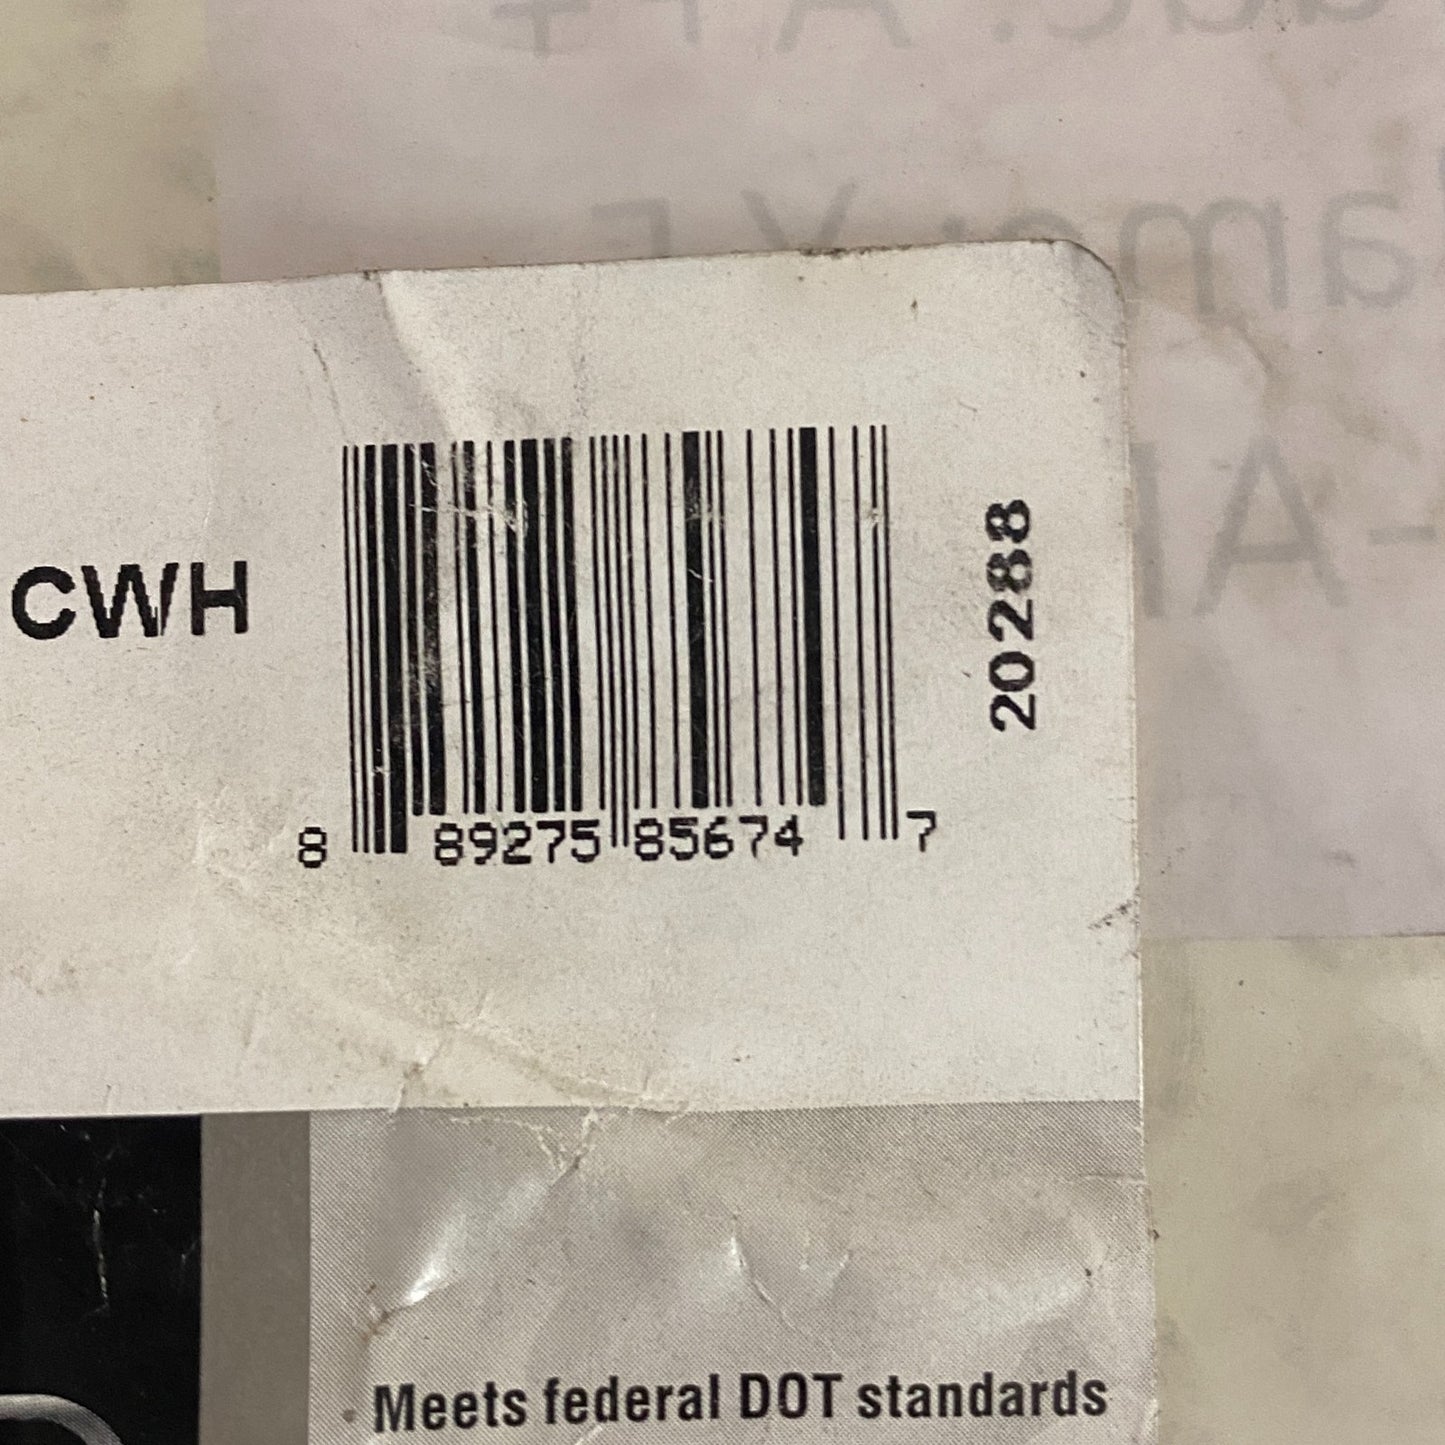 CWH
8 89275 85674 7
20288
Meets federal DOT standards